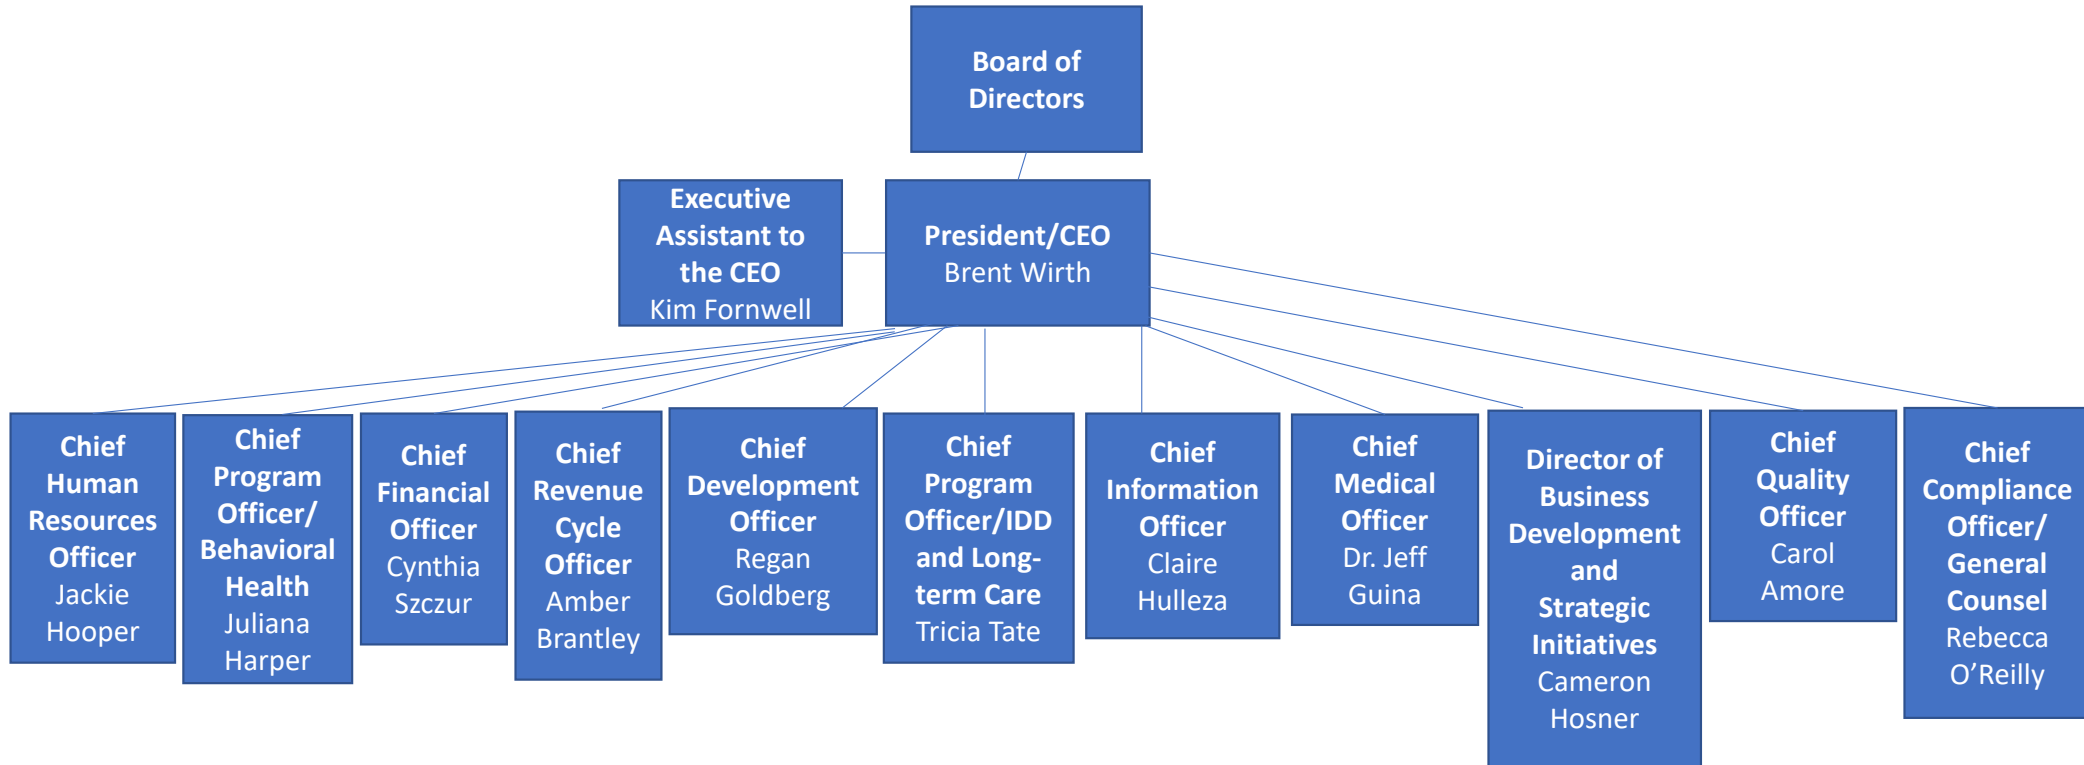 Board of
Directors
Executive
Assistant to
the CEO
Kim Fornwell
President/CEO
Brent Wirth
Chief
Human
Resources
Officer
Jackie
Hooper
Chief
Program
Officer/
Behavioral
Health
Juliana
Harper
Chief
Financial
Officer
Cynthia
Szczur
Chief
Revenue
Cycle
Officer
Amber
Brantley
Chief
Development
Officer
Regan
Goldberg
Chief
Program
Officer/IDD
and Long-
term Care
Tricia Tate
Chief
Information
Officer
Claire
Hulleza
Chief
Medical
Officer
Dr. Jeff
Guina
Director of
Business
Development
and
Strategic
Initiatives
Cameron
Hosner
Chief
Quality
Officer
Carol
Amore
Chief
Compliance
Officer/
General
Counsel
Rebecca
O’Reilly